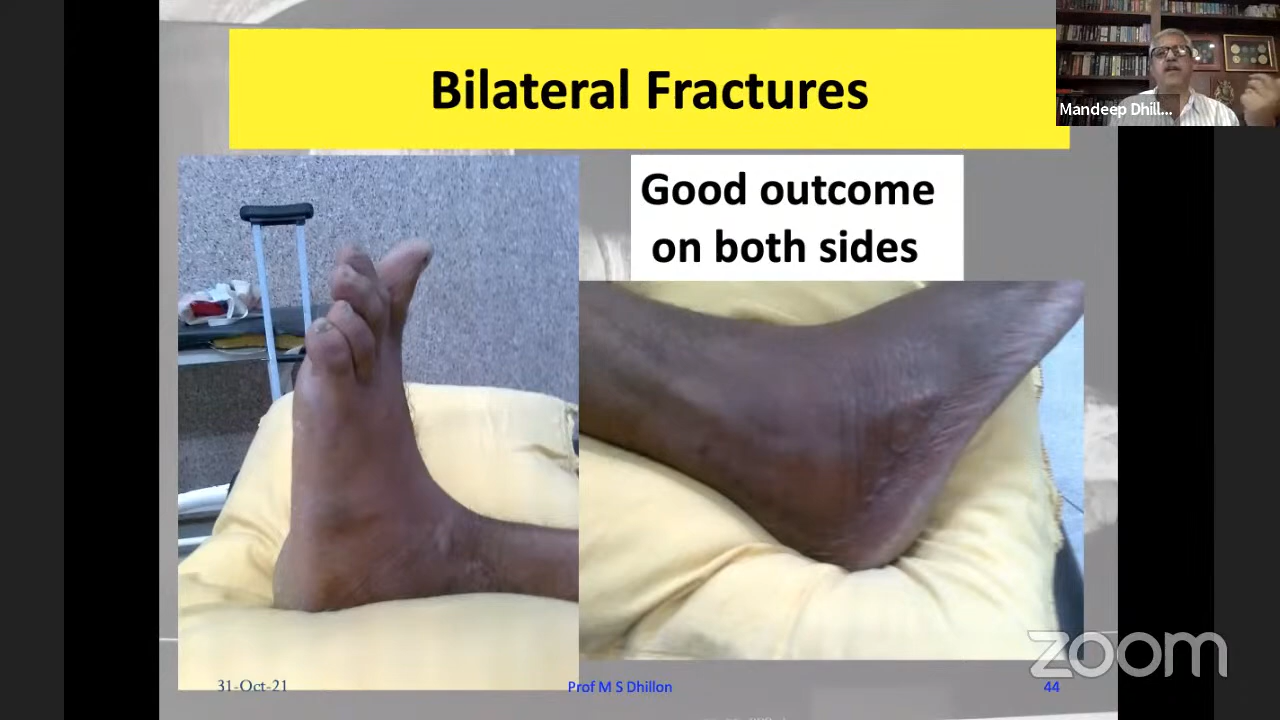 Bilateral Fractures
Mandeep Dhill...
Good outcome
on both sides
31-Oct-21
Prof M S Dhillon
44
zoom